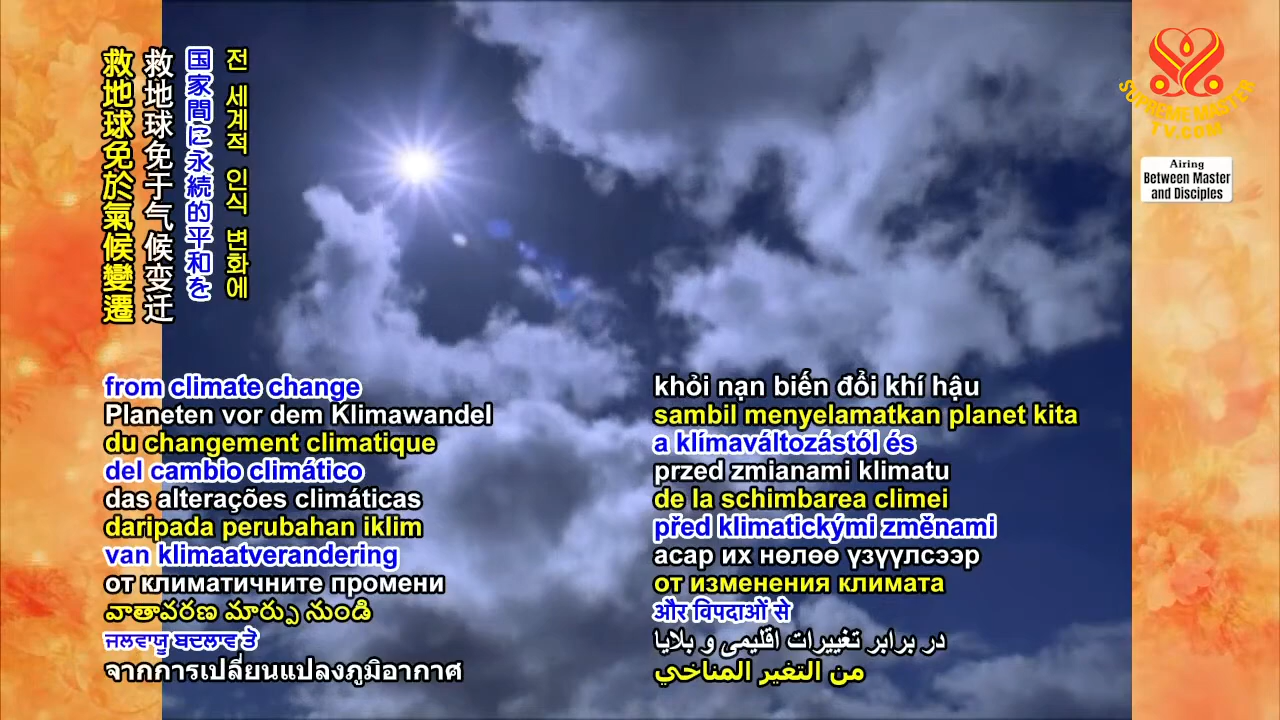 救地球免於氣候變遷
救地球免于气候变迁
国家間に永続的平和を
전 세계적 인식 변화에
from climate change
Planeten vor dem Klimawandel
du changement climatique
del cambio climático
das alterações climáticas
daripada perubahan iklim
van klimaatverandering
от климатичните промени
వాతావరణ మార్పు నుండి
ਜਲਵਾਯੂ ਬਦਲਾਵ ਤੋਂ
จากการเปลี่ยนแปลงภูมิอากาศ
khỏi nạn biến đổi khí hậu
sambil menyelamatkan planet kita
a klímaváltozástól és
przed zmianami klimatu
de la schimbarea climei
před klimatickými změnami
асар их нөлөө үзүүлсээр
от изменения климата
और विपदाओं से
در برابر تغییرات اقلیمی و بلایا
من التغير المناخي
SUPREME MASTER
TV.COM
Airing
Between Master
and Disciples